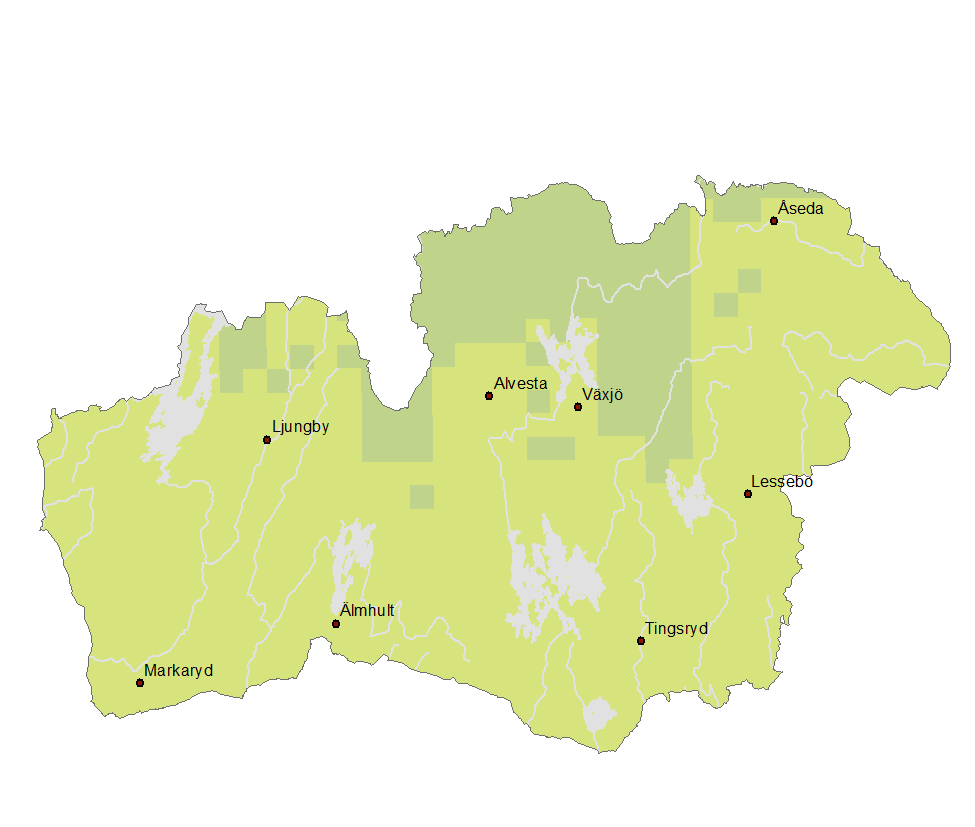 Åseda
Alvesta
Växjö
Ljungby
Lessebo
Älmhult
Tingsryd
Markaryd